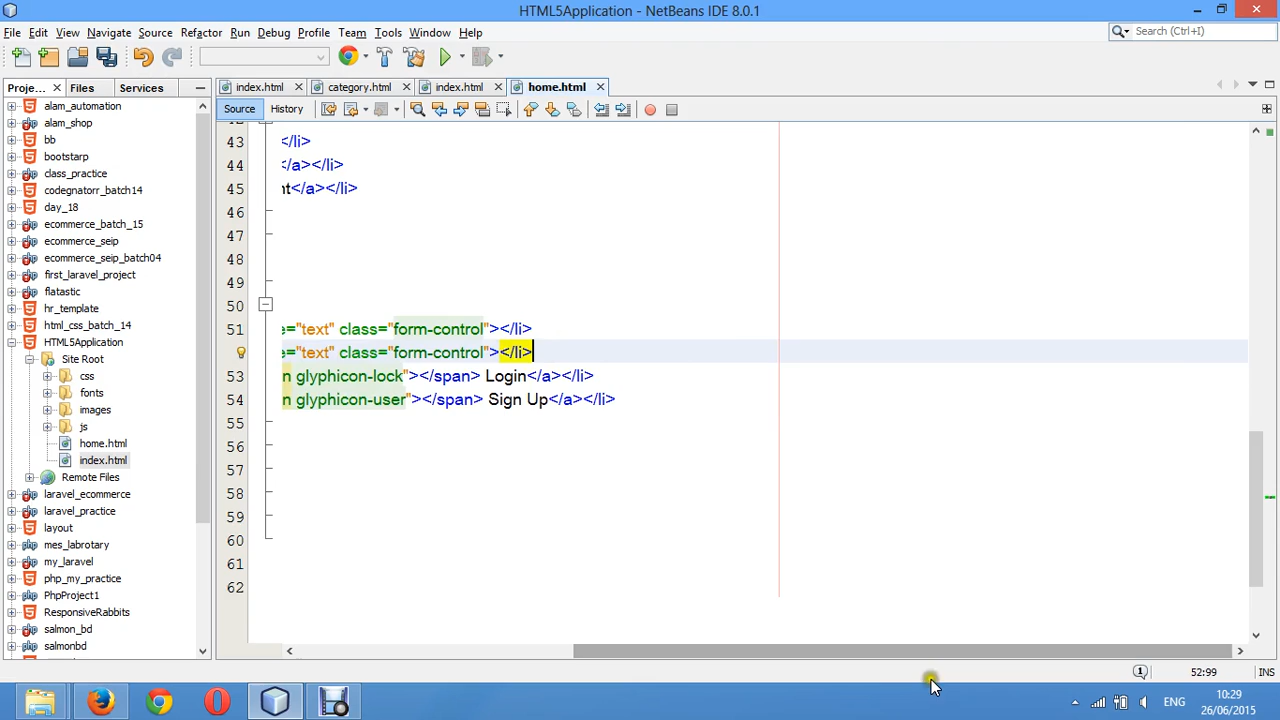 HTML5Application - NetBeans IDE 8.0.1
File Edit View Navigate Source Refactor Run Debug Profile Team Tools Window Help
Search (Ctrl+I)
Proje... Files Services
index.html category.html index.html home.html
Source History
alam_automation
alam_shop
bb
bootstarp
class_practice
codegnatorr_batch14
day_18
ecommerce_batch_15
ecommerce_seip
ecommerce_seip_batch04
first_laravel_project
flatastic
hr_template
html_css_batch_14
HTML5Application
Site Root
css
fonts
images
js
home.html
index.html
Remote Files
laravel_ecommerce
laravel_practice
layout
mes_labrotary
my_laravel
php_my_practice
PhpProject1
ResponsiveRabbits
salmon_bd
salmonbd
43 </li>
44 </a></li>
45 nt</a></li>
46
47
48
49
50
51 e="text" class="form-control"></li>
e="text" class="form-control"></li>
53 n glyphicon-lock"></span> Login</a></li>
54 n glyphicon-user"></span> Sign Up</a></li>
55
56
57
58
59
60
61
62
1 52:99 INS
ENG 10:29
26/06/2015